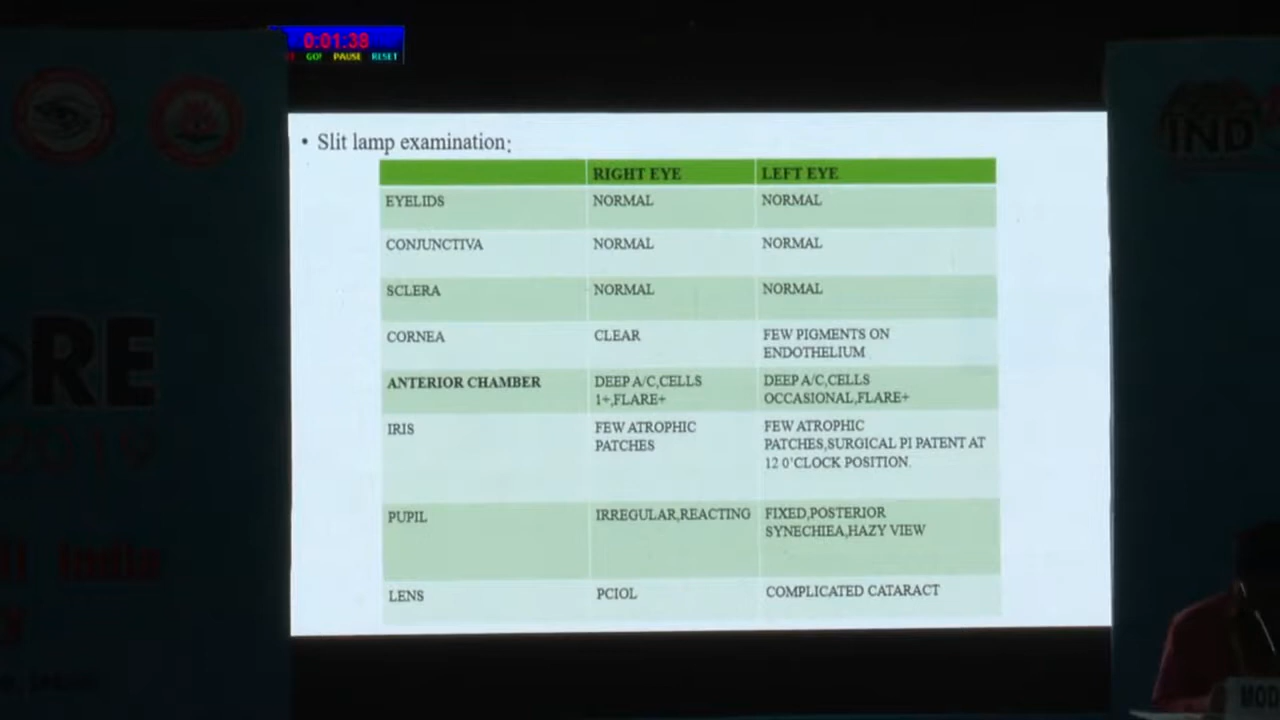 0:01:38
GO! PAUSE RESET
IND
• Slit lamp examination:
RIGHT EYE LEFT EYE
EYELIDS NORMAL NORMAL
CONJUNCTIVA NORMAL NORMAL
SCLERA NORMAL NORMAL
CORNEA CLEAR FEW PIGMENTS ON
ENDOTHELIUM
ANTERIOR CHAMBER DEEP A/C,CELLS DEEP A/C,CELLS
1+,FLARE+ OCCASIONAL,FLARE+
IRIS FEW ATROPHIC FEW ATROPHIC
PATCHES PATCHES,SURGICAL PI PATENT AT
12 0'CLOCK POSITION.
PUPIL IRREGULAR,REACTING FIXED,POSTERIOR
SYNECHIEA,HAZY VIEW
LENS PCIOL COMPLICATED CATARACT
RE
2019
India
MOD